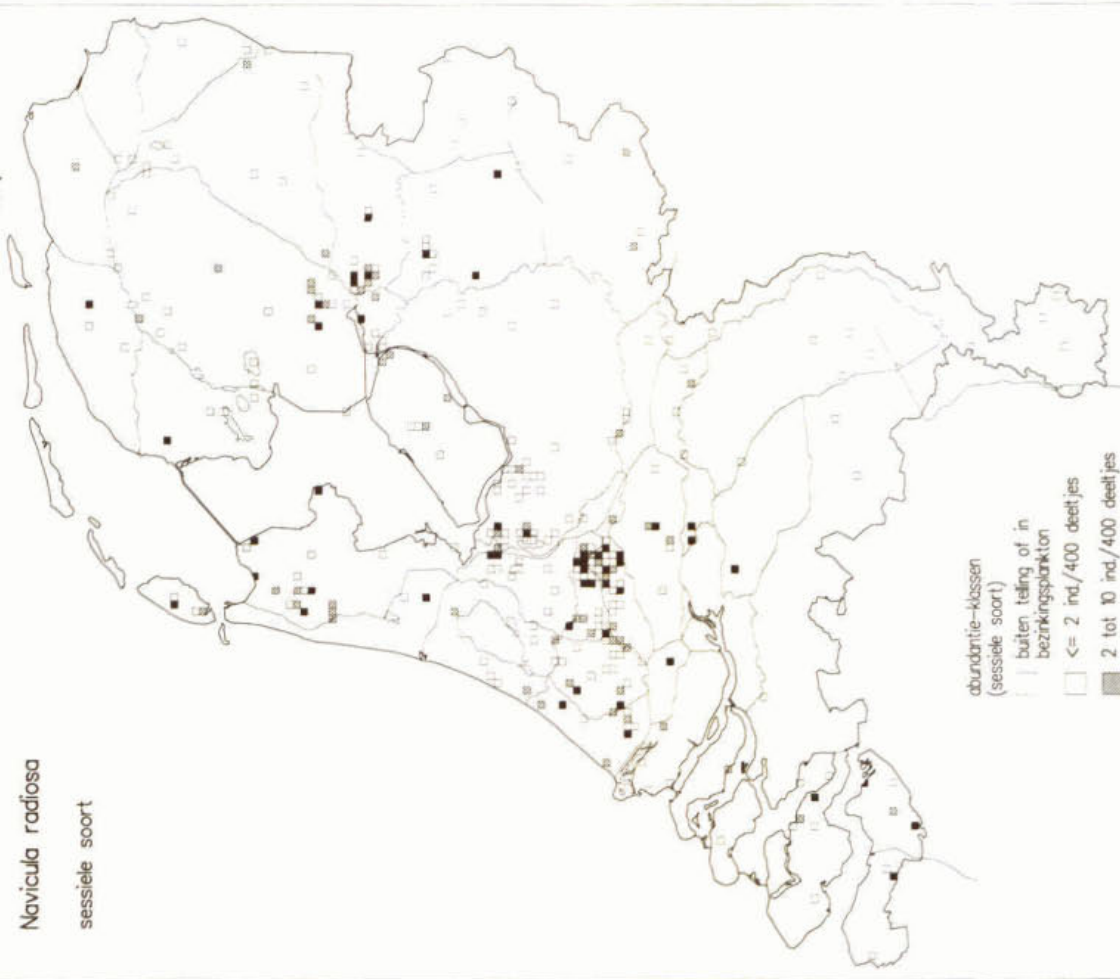 Navicula radiosa
sessiele soort
abundantie-klassen
(sessiele soort)
buiten telling of in
bezinkingsplankton
<= 2 ind./400 deeltjes
2 tot 10 ind./400 deeltjes